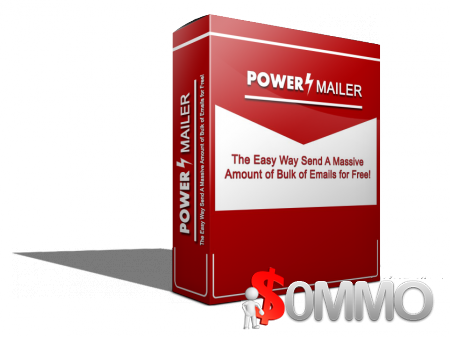 POWER MAILER
The Easy Way Send A Massive
Amount of Bulk of Emails for Free!
POWER MAILER
The Easy Way Send A Massive Amount of Bulk of Emails for Free!
$OMMO